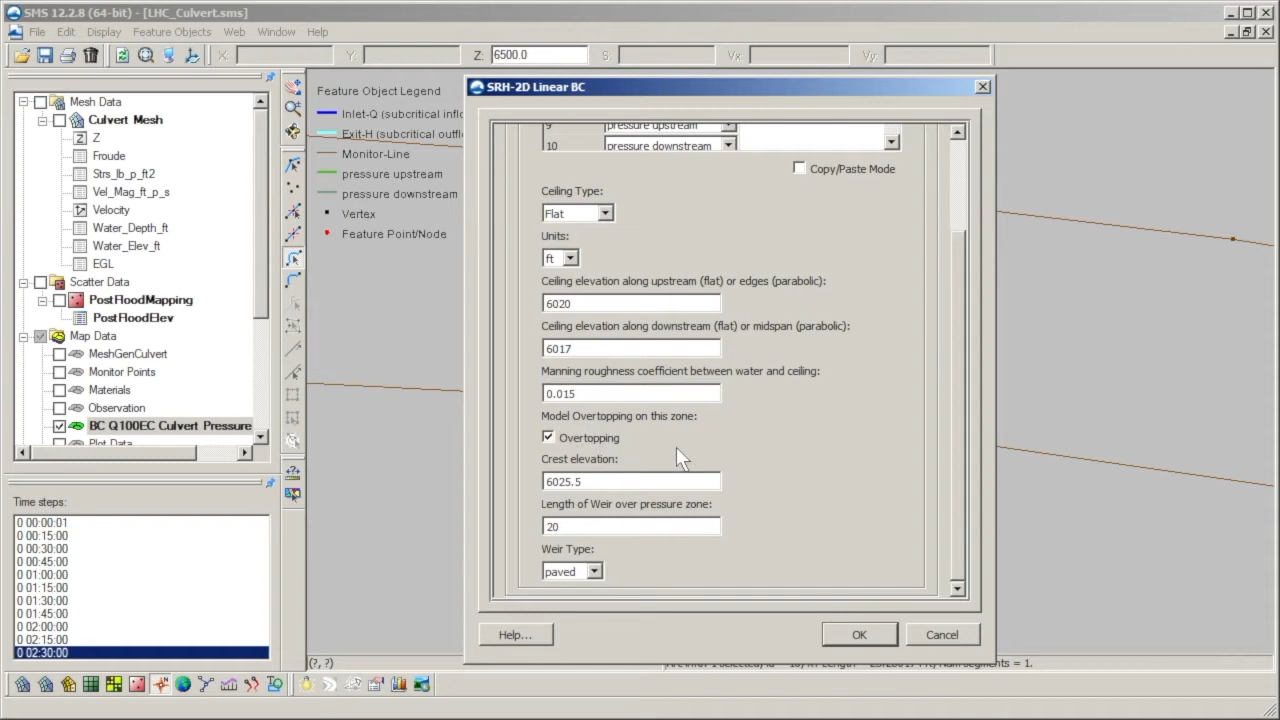 SMS 12.2.8 (64-bit) - [LHC_Culvert.sms]
File Edit Display Feature Objects Web Window Help
X: Y: Z: 6500.0 S: Vx: Vy:
Mesh Data
Culvert Mesh
Z
Froude
Strs_lb_p_ft2
Vel_Mag_ft_p_s
Velocity
Water_Depth_ft
Water_Elev_ft
EGL
Scatter Data
PostFloodMapping
PostFloodElev
Map Data
MeshGenCulvert
Monitor Points
Materials
Observation
BC Q100EC Culvert Pressure
Plot Data
Time steps:
0 00:00:01
0 00:15:00
0 00:30:00
0 00:45:00
0 01:00:00
0 01:15:00
0 01:30:00
0 01:45:00
0 02:00:00
0 02:15:00
0 02:30:00
Feature Object Legend
Inlet-Q (subcritical inflo
Exit-H (subcritical outflo
Monitor-Line
pressure upstream
pressure downstream
Vertex
Feature Point/Node
SRH-2D Linear BC
9 pressure upstream
10 pressure downstream
Copy/Paste Mode
Ceiling Type:
Flat
Units:
ft
Ceiling elevation along upstream (flat) or edges (parabolic):
6020
Ceiling elevation along downstream (flat) or midspan (parabolic):
6017
Manning roughness coefficient between water and ceiling:
0.015
Model Overtopping on this zone:
Overtopping
Crest elevation:
6025.5
Length of Weir over pressure zone:
20
Weir Type:
paved
Help... OK Cancel
(?, ?)
Num segments = 1.